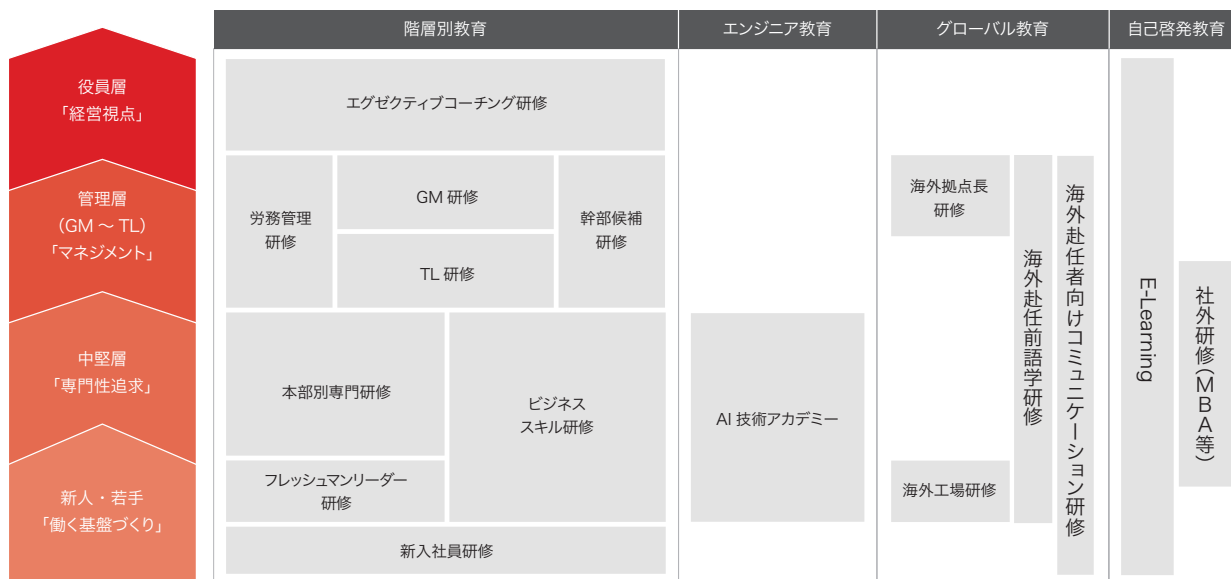 階層別教育
エンジニア教育
グローバル教育
自己啓発教育
役員層
「経営視点」
管理層
(GM ～ TL)
「マネジメント」
中堅層
「専門性追求」
新人・若手
「働く基盤づくり」
エグゼクティブコーチング研修
労務管理
研修
GM 研修
TL 研修
幹部候補
研修
本部別専門研修
ビジネス
スキル研修
フレッシュマンリーダー
研修
新入社員研修
AI 技術アカデミー
海外拠点長
研修
海外工場研修
海外赴任前語学研修
海外赴任者向けコミュニケーション研修
E-Learning
社外研修(MBA等)